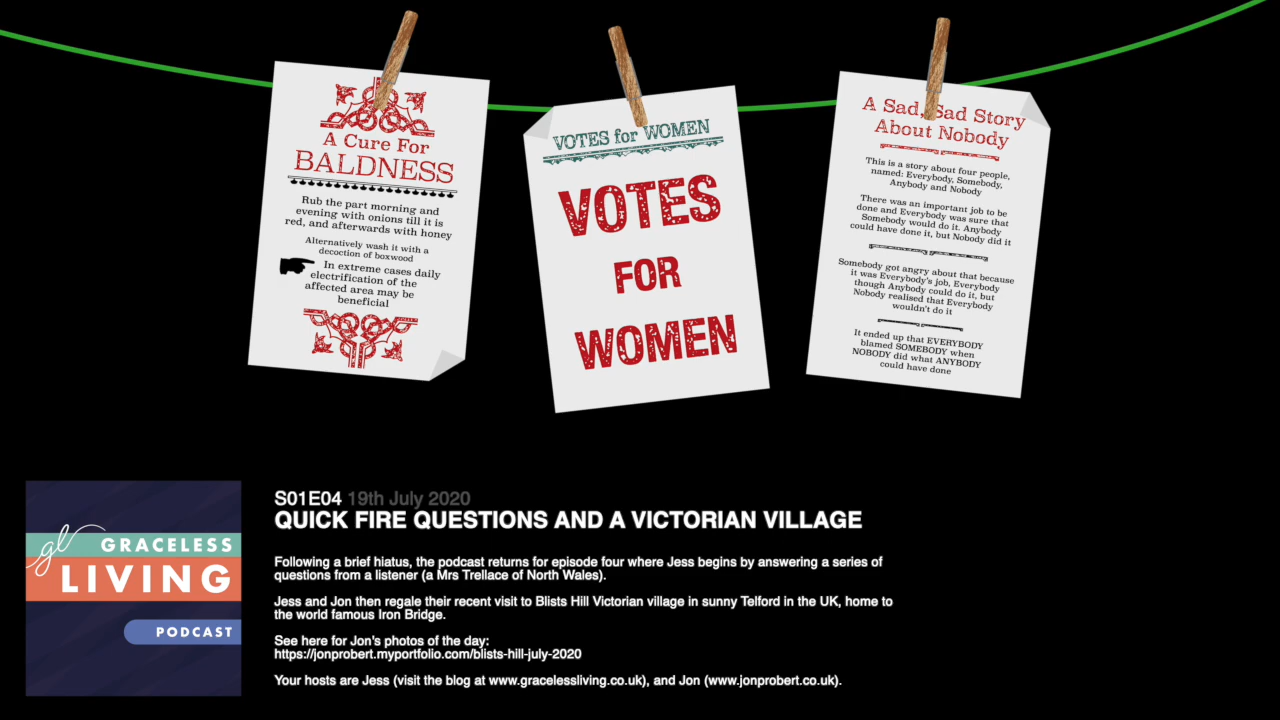 A Cure For
BALDNESS
Rub the part morning and
evening with onions till it is
red, and afterwards with honey
Alternatively wash it with a
decoction of boxwood
In extreme cases daily
electrification of the
affected area may be
beneficial
VOTES for WOMEN
VOTES
FOR
WOMEN
A Sad, Sad Story
About Nobody
This is a story about four people,
named: Everybody, Somebody,
Anybody and Nobody
There was an important job to be
done and Everybody was sure that
Somebody would do it. Anybody
could have done it, but Nobody did it
Somebody got angry about that because
it was Everybody's job, Everybody
though Anybody could do it, but
Nobody realised that Everybody
wouldn't do it
It ended up that EVERYBODY
blamed SOMEBODY when
NOBODY did what ANYBODY
could have done
gl GRACELESS
LIVING
PODCAST
S01E04 19th July 2020
QUICK FIRE QUESTIONS AND A VICTORIAN VILLAGE
Following a brief hiatus, the podcast returns for episode four where Jess begins by answering a series of
questions from a listener (a Mrs Trellace of North Wales).
Jess and Jon then regale their recent visit to Blists Hill Victorian village in sunny Telford in the UK, home to
the world famous Iron Bridge.
See here for Jon's photos of the day:
https://jonprobert.myportfolio.com/blists-hill-july-2020
Your hosts are Jess (visit the blog at www.gracelessliving.co.uk), and Jon (www.jonprobert.co.uk).